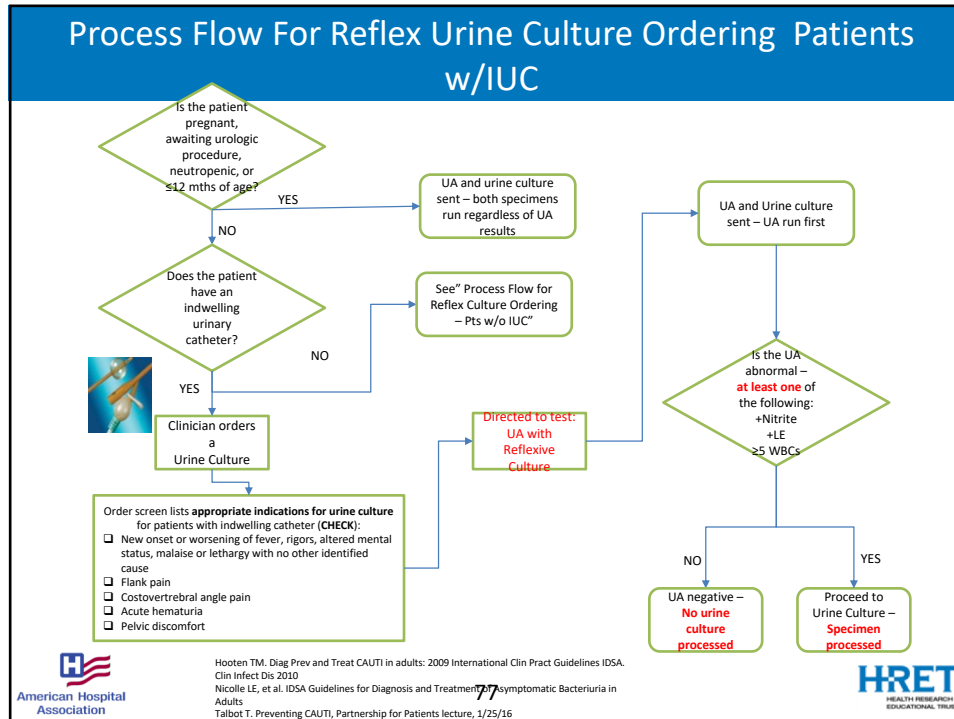 Process Flow For Reflex Urine Culture Ordering Patients
w/IUC
Is the patient
pregnant,
awaiting urologic
procedure,
neutropenic, or
≤12 mths of age?
YES
NO
UA and urine culture
sent – both specimens
run regardless of UA
results
Does the patient
have an
indwelling
urinary
catheter?
See" Process Flow for
Reflex Culture Ordering
– Pts w/o IUC"
NO
YES
Clinician orders
a
Urine Culture
Order screen lists appropriate indications for urine culture
for patients with indwelling catheter (CHECK):
❑ New onset or worsening of fever, rigors, altered mental
status, malaise or lethargy with no other identified
cause
❑ Flank pain
❑ Costovertrebral angle pain
❑ Acute hematuria
❑ Pelvic discomfort
Directed to test:
UA with
Reflexive
Culture
UA and Urine culture
sent – UA run first
Is the UA
abnormal –
at least one of
the following:
+Nitrite
+LE
≥5 WBCs
NO
YES
UA negative –
No urine
culture
processed
Proceed to
Urine Culture –
Specimen
processed
American Hospital
Association
Hooten TM. Diag Prev and Treat CAUTI in adults: 2009 International Clin Pract Guidelines IDSA.
Clin Infect Dis 2010
Nicolle LE, et al. IDSA Guidelines for Diagnosis and Treatment of Asymptomatic Bacteriuria in
Adults
Talbot T. Preventing CAUTI, Partnership for Patients lecture, 1/25/16
77
HRET
HEALTH RESEARCH
EDUCATIONAL TRUS